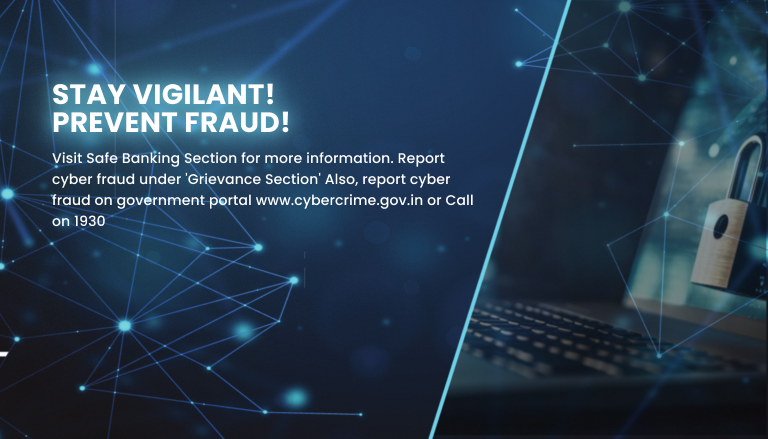 STAY VIGILANT!
PREVENT FRAUD!
Visit Safe Banking Section for more information. Report
cyber fraud under 'Grievance Section' Also, report cyber
fraud on government portal www.cybercrime.gov.in or Call
on 1930